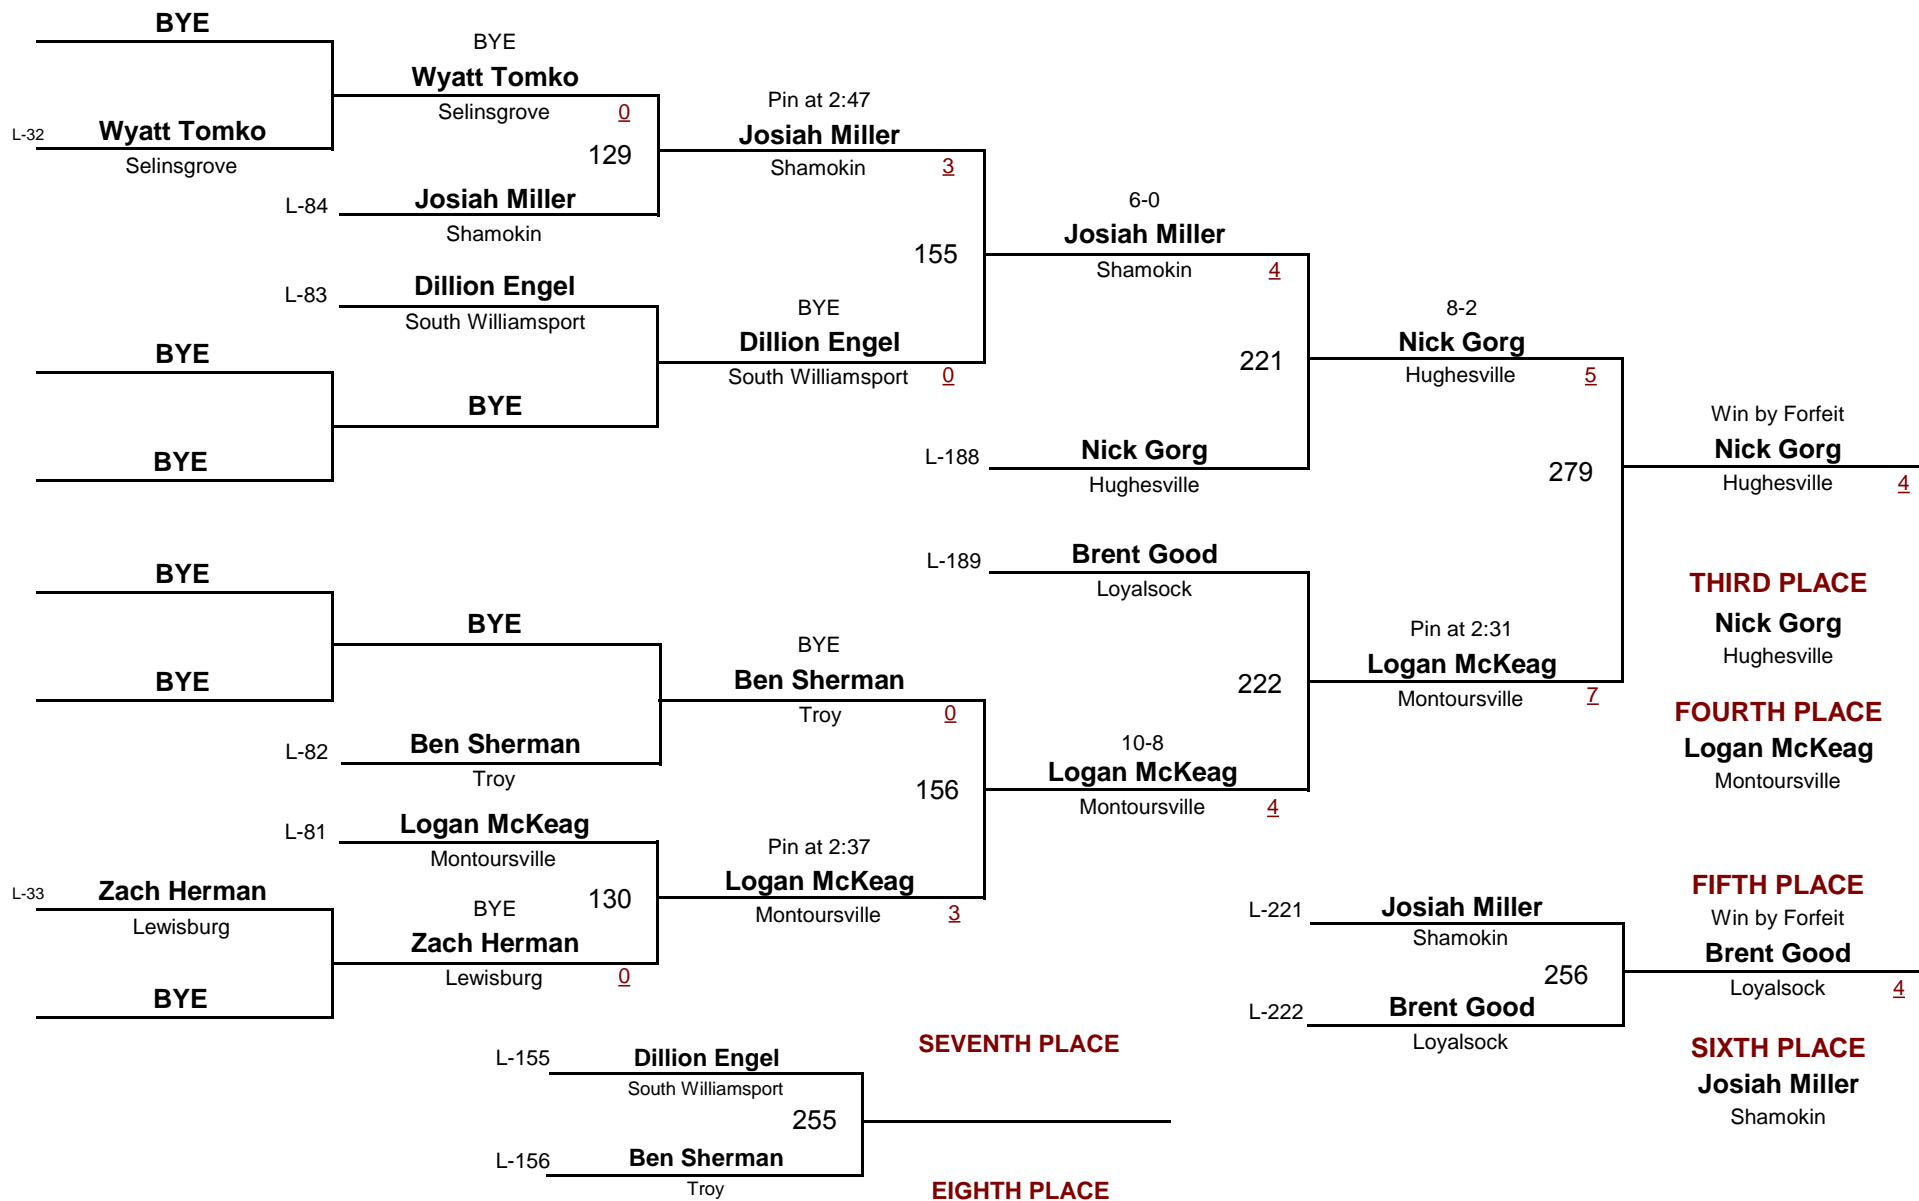 BYE
L-32 Wyatt Tomko
Selinsgrove
BYE
BYE
BYE
BYE
L-33 Zach Herman
Lewisburg
BYE
BYE
Wyatt Tomko
Selinsgrove 0
129
L-84 Josiah Miller
Shamokin
L-83 Dillion Engel
South Williamsport
BYE
BYE
L-82 Ben Sherman
Troy
L-81 Logan McKeag
Montoursville
130
BYE
Zach Herman
Lewisburg 0
Pin at 2:47
Josiah Miller
Shamokin 3
155
BYE
Dillion Engel
South Williamsport 0
BYE
Ben Sherman
Troy 0
156
Pin at 2:37
Logan McKeag
Montoursville 3
6-0
Josiah Miller
Shamokin 4
221
L-188 Nick Gorg
Hughesville
L-189 Brent Good
Loyalsock
222
10-8
Logan McKeag
Montoursville 4
8-2
Nick Gorg
Hughesville 5
279
Pin at 2:31
Logan McKeag
Montoursville 7
Win by Forfeit
Nick Gorg
Hughesville 4
THIRD PLACE
Nick Gorg
Hughesville
FOURTH PLACE
Logan McKeag
Montoursville
L-221 Josiah Miller
Shamokin
256
L-222 Brent Good
Loyalsock
FIFTH PLACE
Win by Forfeit
Brent Good
Loyalsock 4
SIXTH PLACE
Josiah Miller
Shamokin
L-155 Dillion Engel
South Williamsport
255
L-156 Ben Sherman
Troy
SEVENTH PLACE
EIGHTH PLACE